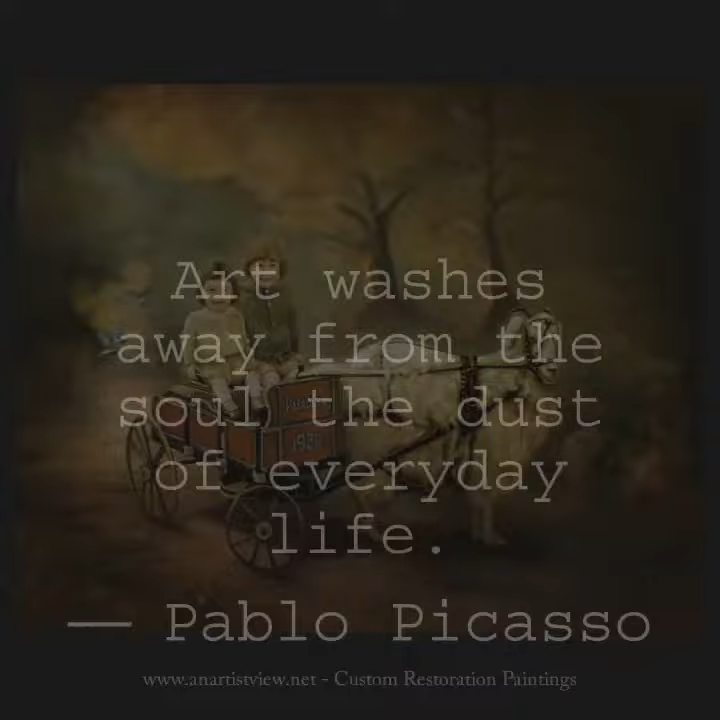 Art washes
away from the
soul the dust
of everyday
life.
— Pablo Picasso
www.anartistview.net - Custom Restoration Paintings